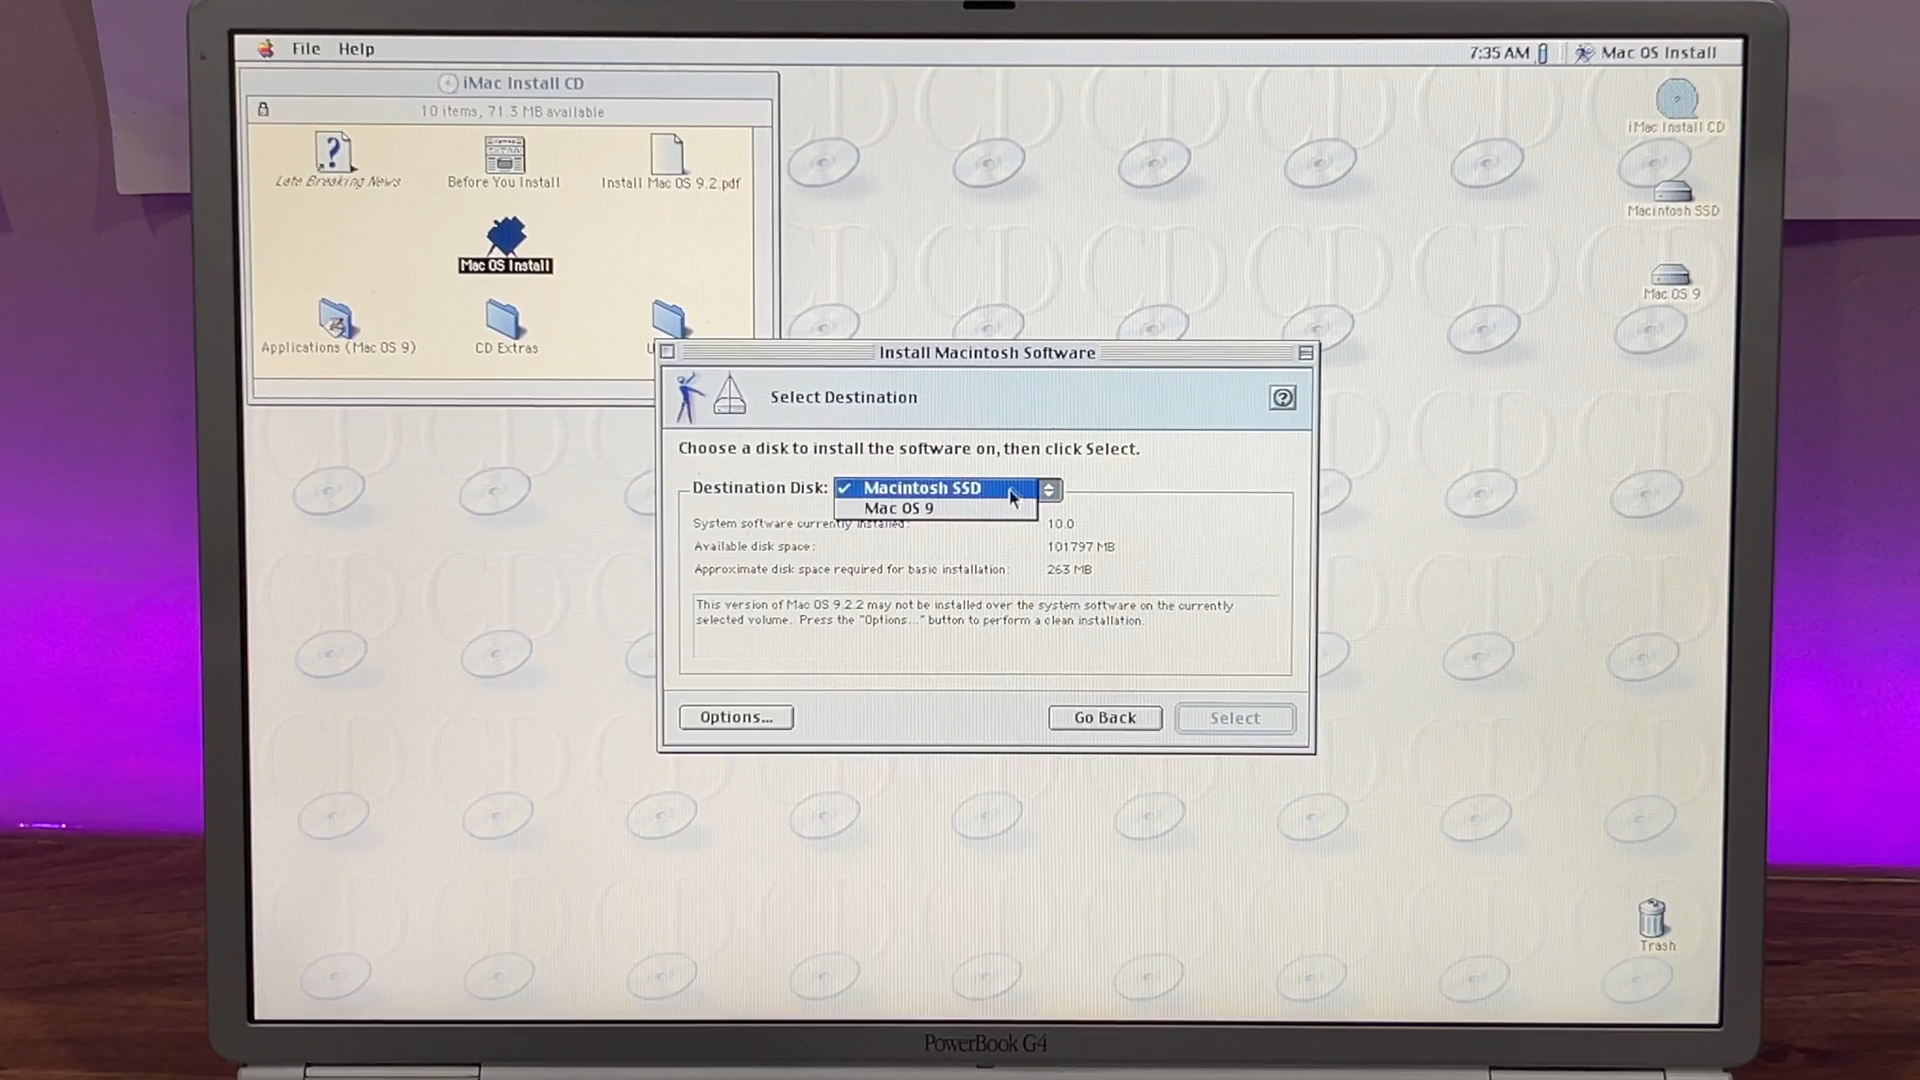 File Help
7:35 AM
Mac OS Install
iMac Install CD
10 items, 71.3 MB available
Late Breaking News
Before You Install
Install Mac OS 9.2.pdf
Mac OS Install
Applications (Mac OS 9)
CD Extras
iMac Install CD
Macintosh SSD
Mac OS 9
Install Macintosh Software
Select Destination
Choose a disk to install the software on, then click Select.
Destination Disk: Macintosh SSD
Mac OS 9
System software currently installed: 10.0
Available disk space: 101797 MB
Approximate disk space required for basic installation: 263 MB
This version of Mac OS 9.2.2 may not be installed over the system software on the currently
selected volume. Press the "Options..." button to perform a clean installation.
Options...
Go Back
Select
Trash
PowerBook G4